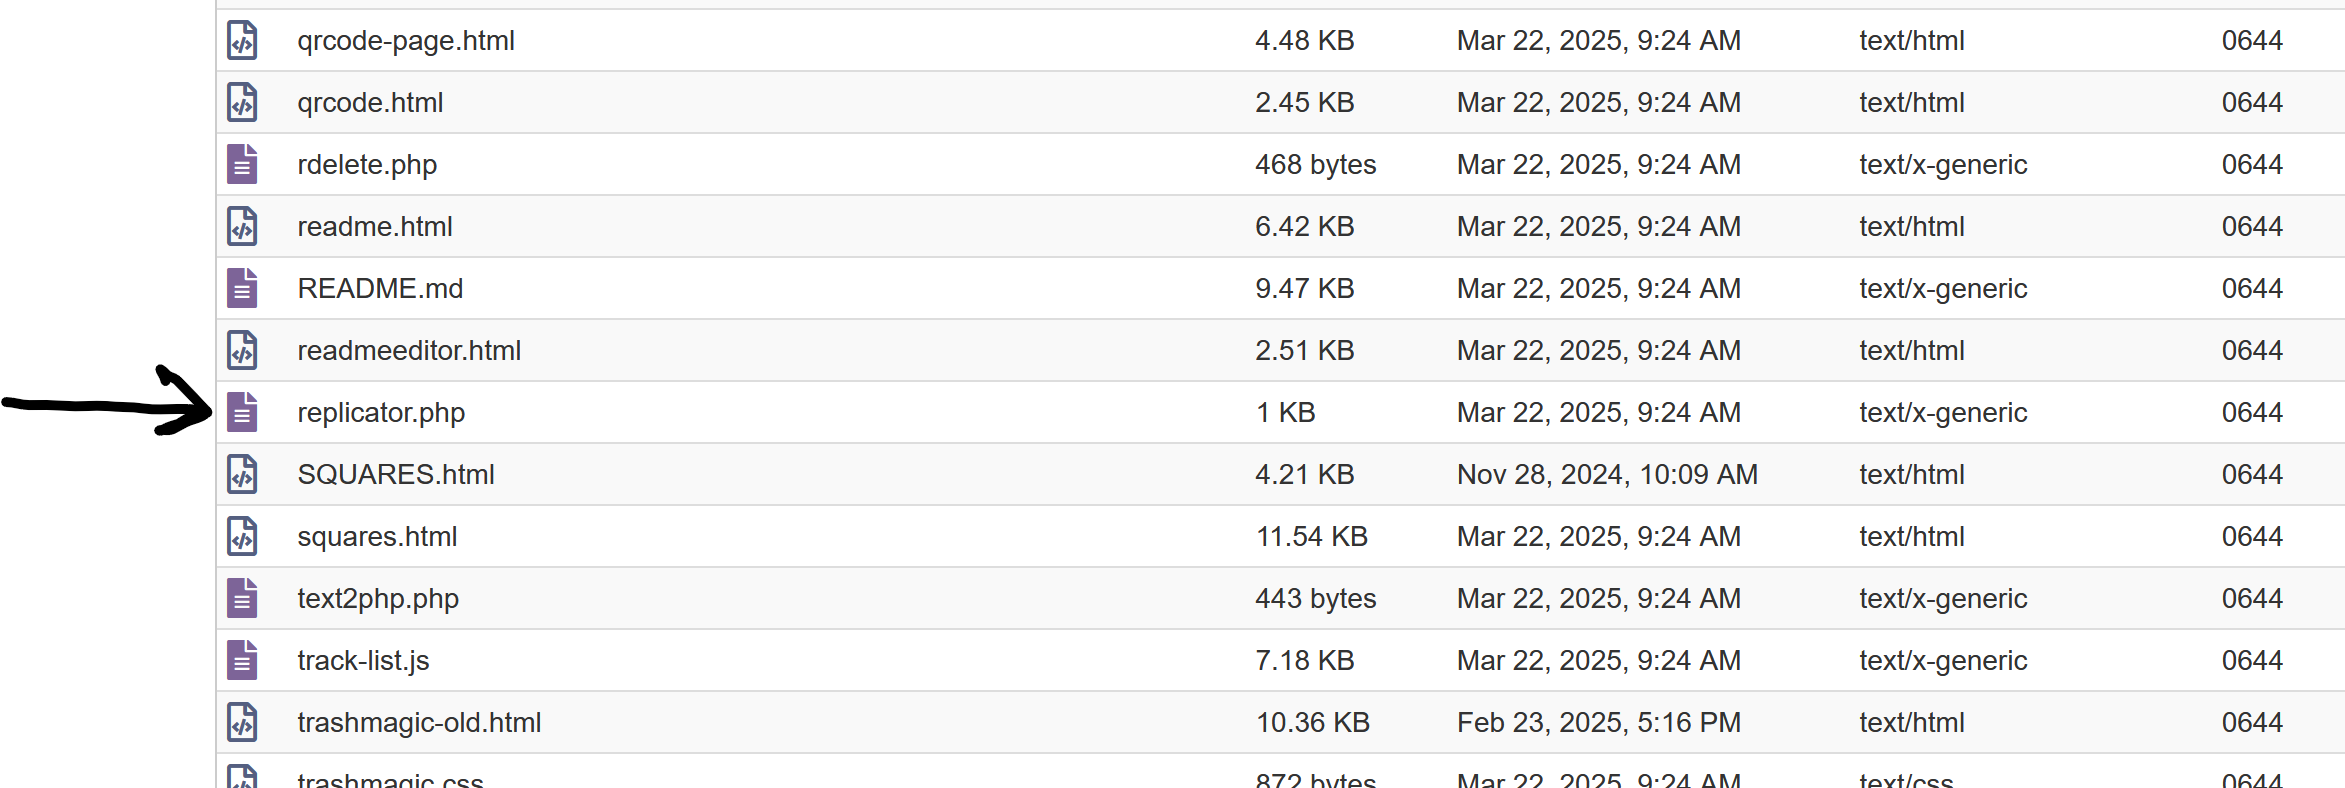 qrcode-page.html 4.48 KB Mar 22, 2025, 9:24 AM text/html 0644
qrcode.html 2.45 KB Mar 22, 2025, 9:24 AM text/html 0644
rdelete.php 468 bytes Mar 22, 2025, 9:24 AM text/x-generic 0644
readme.html 6.42 KB Mar 22, 2025, 9:24 AM text/html 0644
README.md 9.47 KB Mar 22, 2025, 9:24 AM text/x-generic 0644
readmeeditor.html 2.51 KB Mar 22, 2025, 9:24 AM text/html 0644
replicator.php 1 KB Mar 22, 2025, 9:24 AM text/x-generic 0644
SQUARES.html 4.21 KB Nov 28, 2024, 10:09 AM text/html 0644
squares.html 11.54 KB Mar 22, 2025, 9:24 AM text/html 0644
text2php.php 443 bytes Mar 22, 2025, 9:24 AM text/x-generic 0644
track-list.js 7.18 KB Mar 22, 2025, 9:24 AM text/x-generic 0644
trashmagic-old.html 10.36 KB Feb 23, 2025, 5:16 PM text/html 0644
trashmagic.css 872 bytes Mar 22, 2025, 9:24 AM text/css 0644